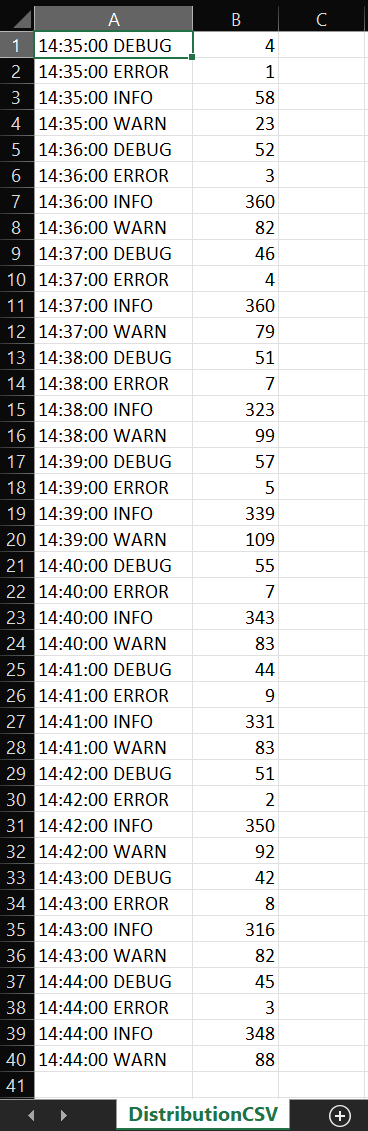 A B C
1 14:35:00 DEBUG 4
2 14:35:00 ERROR 1
3 14:35:00 INFO 58
4 14:35:00 WARN 23
5 14:36:00 DEBUG 52
6 14:36:00 ERROR 3
7 14:36:00 INFO 360
8 14:36:00 WARN 82
9 14:37:00 DEBUG 46
10 14:37:00 ERROR 4
11 14:37:00 INFO 360
12 14:37:00 WARN 79
13 14:38:00 DEBUG 51
14 14:38:00 ERROR 7
15 14:38:00 INFO 323
16 14:38:00 WARN 99
17 14:39:00 DEBUG 57
18 14:39:00 ERROR 5
19 14:39:00 INFO 339
20 14:39:00 WARN 109
21 14:40:00 DEBUG 55
22 14:40:00 ERROR 7
23 14:40:00 INFO 343
24 14:40:00 WARN 83
25 14:41:00 DEBUG 44
26 14:41:00 ERROR 9
27 14:41:00 INFO 331
28 14:41:00 WARN 83
29 14:42:00 DEBUG 51
30 14:42:00 ERROR 2
31 14:42:00 INFO 350
32 14:42:00 WARN 92
33 14:43:00 DEBUG 42
34 14:43:00 ERROR 8
35 14:43:00 INFO 316
36 14:43:00 WARN 82
37 14:44:00 DEBUG 45
38 14:44:00 ERROR 3
39 14:44:00 INFO 348
40 14:44:00 WARN 88
41
DistributionCSV